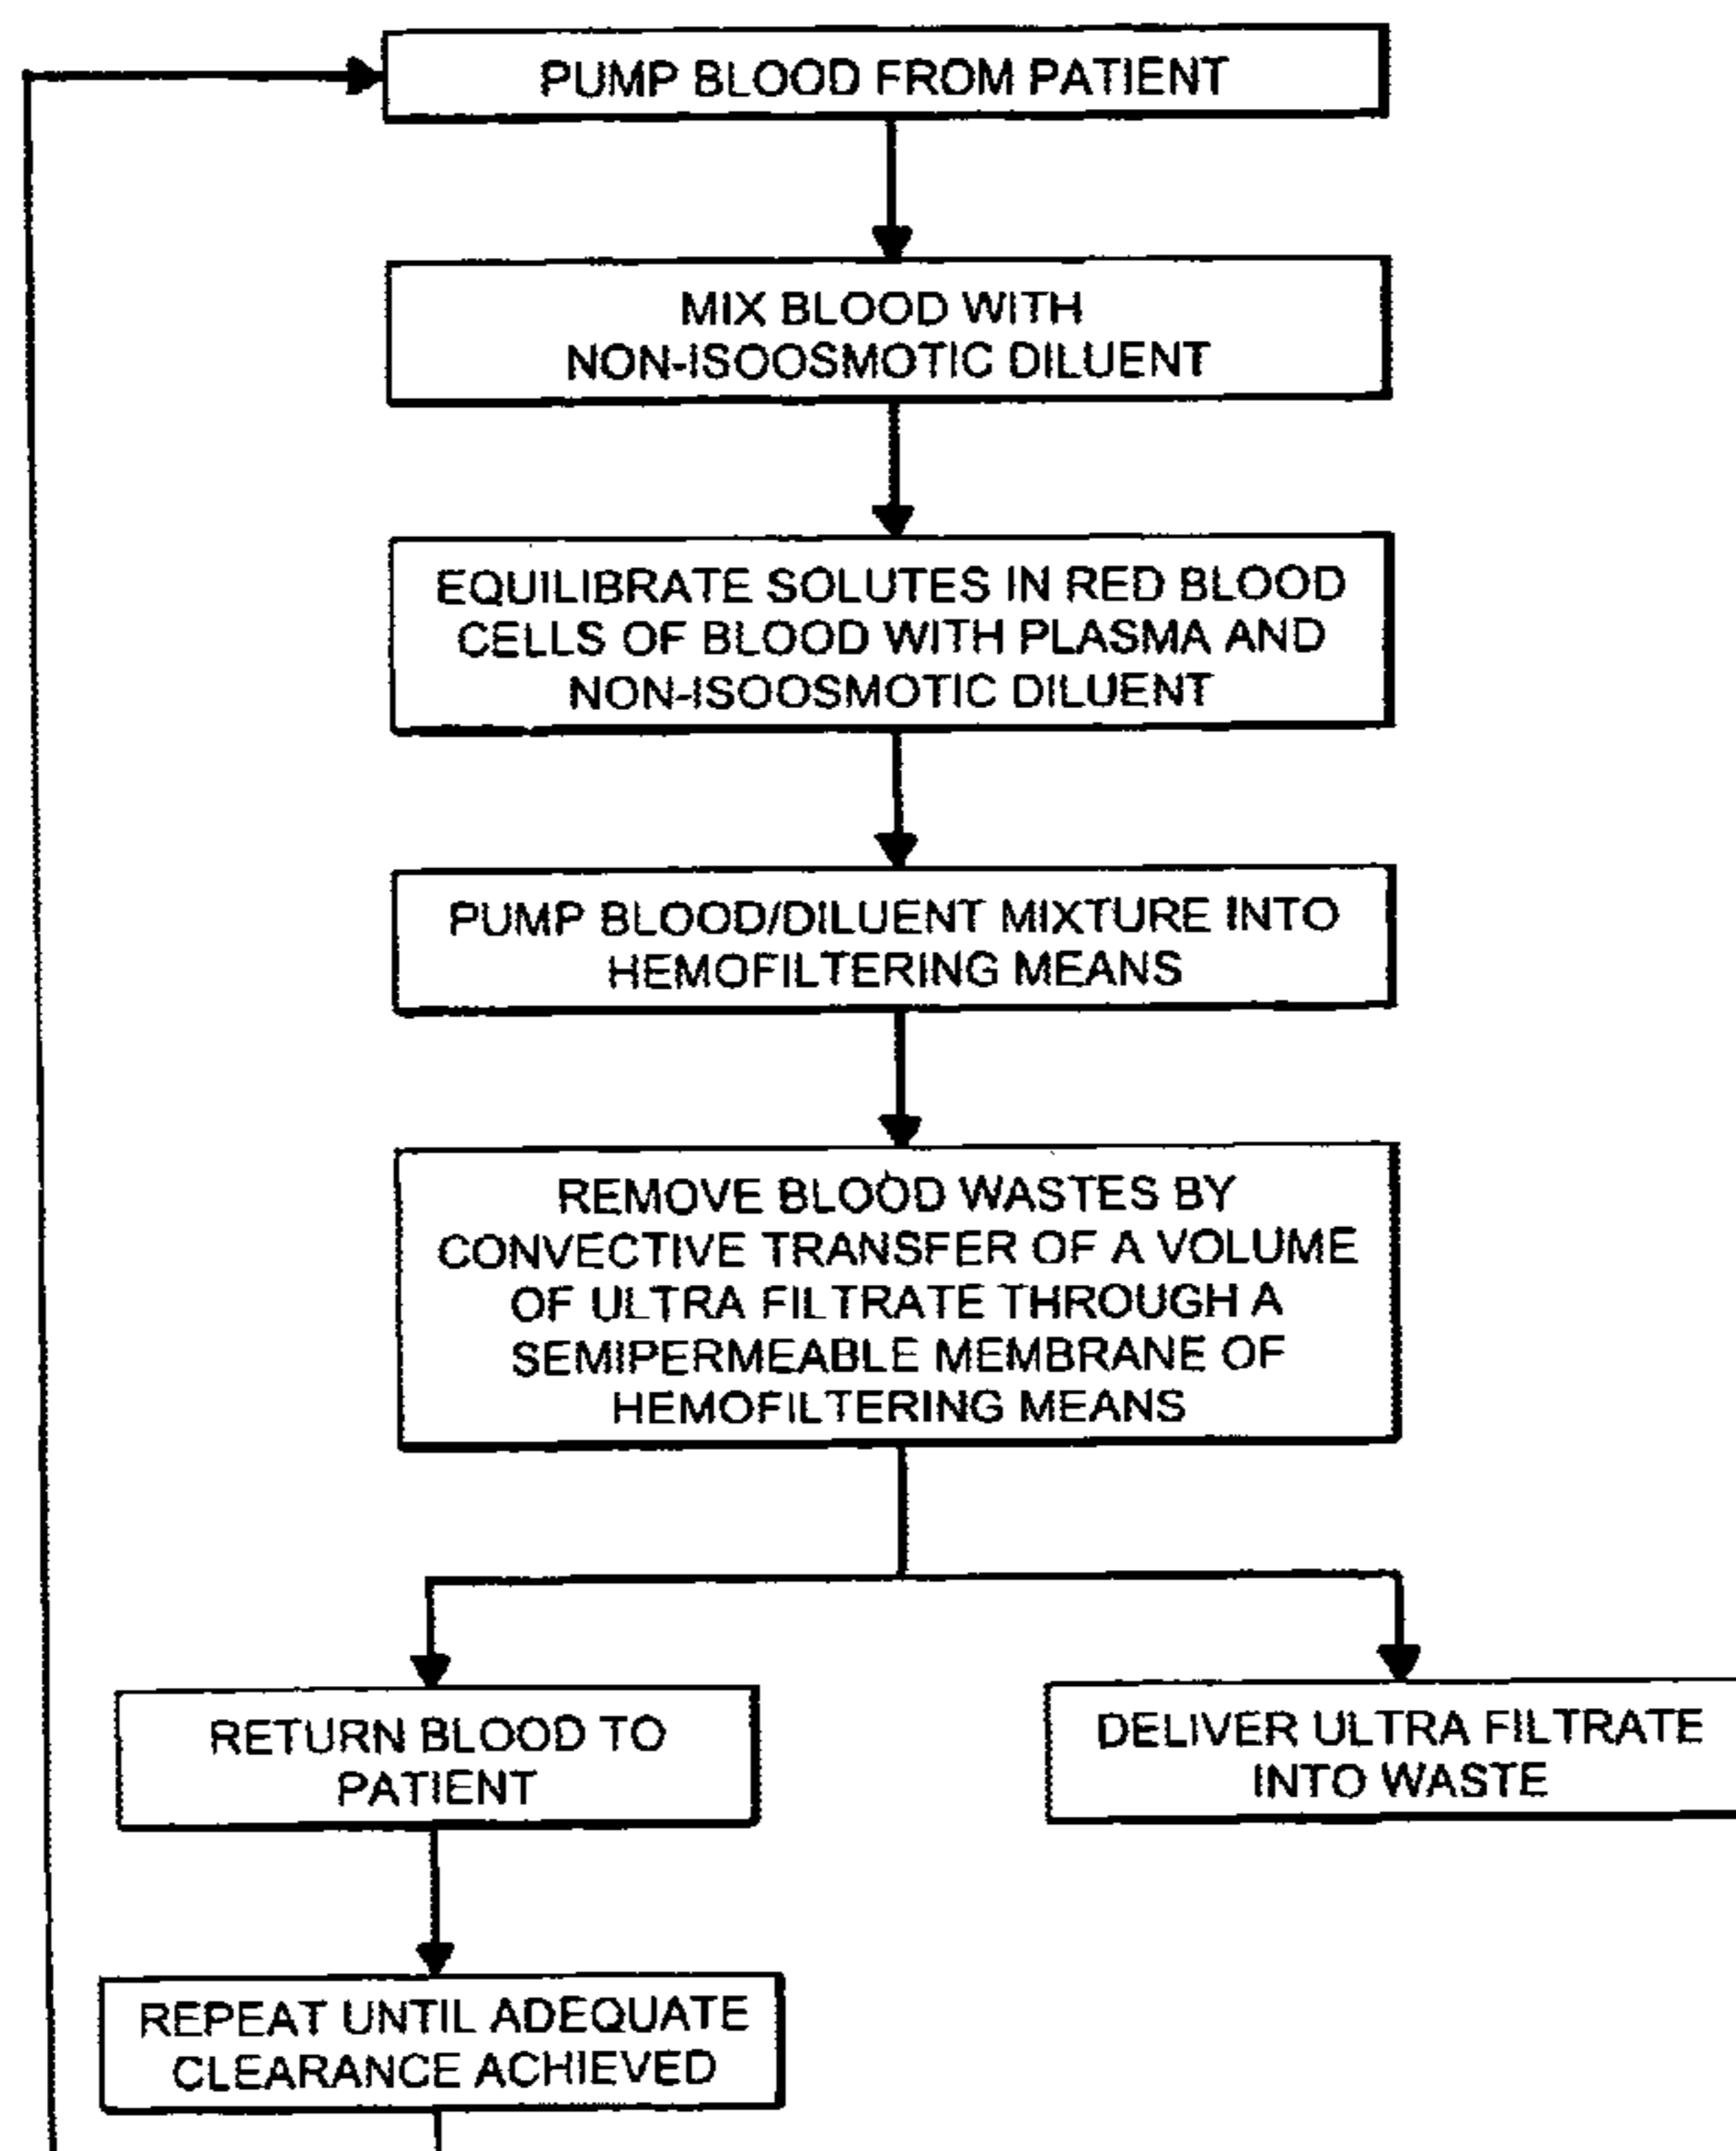 PUMP BLOOD FROM PATIENT
MIX BLOOD WITH
NON-ISOOSMOTIC DILUENT
EQUILIBRATE SOLUTES IN RED BLOOD
CELLS OF BLOOD WITH PLASMA AND
NON-ISOOSMOTIC DILUENT
PUMP BLOOD/DILUENT MIXTURE INTO
HEMOFILTERING MEANS
REMOVE BLOOD WASTES BY
CONVECTIVE TRANSFER OF A VOLUME
OF ULTRA FILTRATE THROUGH A
SEMIPERMEABLE MEMBRANE OF
HEMOFILTERING MEANS
RETURN BLOOD TO
PATIENT
DELIVER ULTRA FILTRATE
INTO WASTE
REPEAT UNTIL ADEQUATE
CLEARANCE ACHIEVED